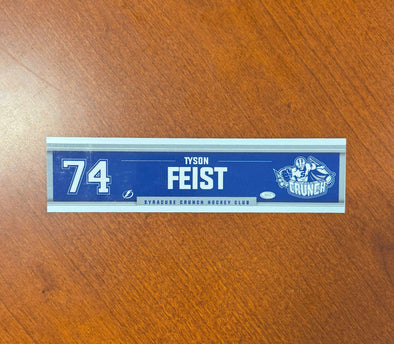 74
TYSON
FEIST
CRUNCH
SYRACUSE CRUNCH HOCKEY CLUB